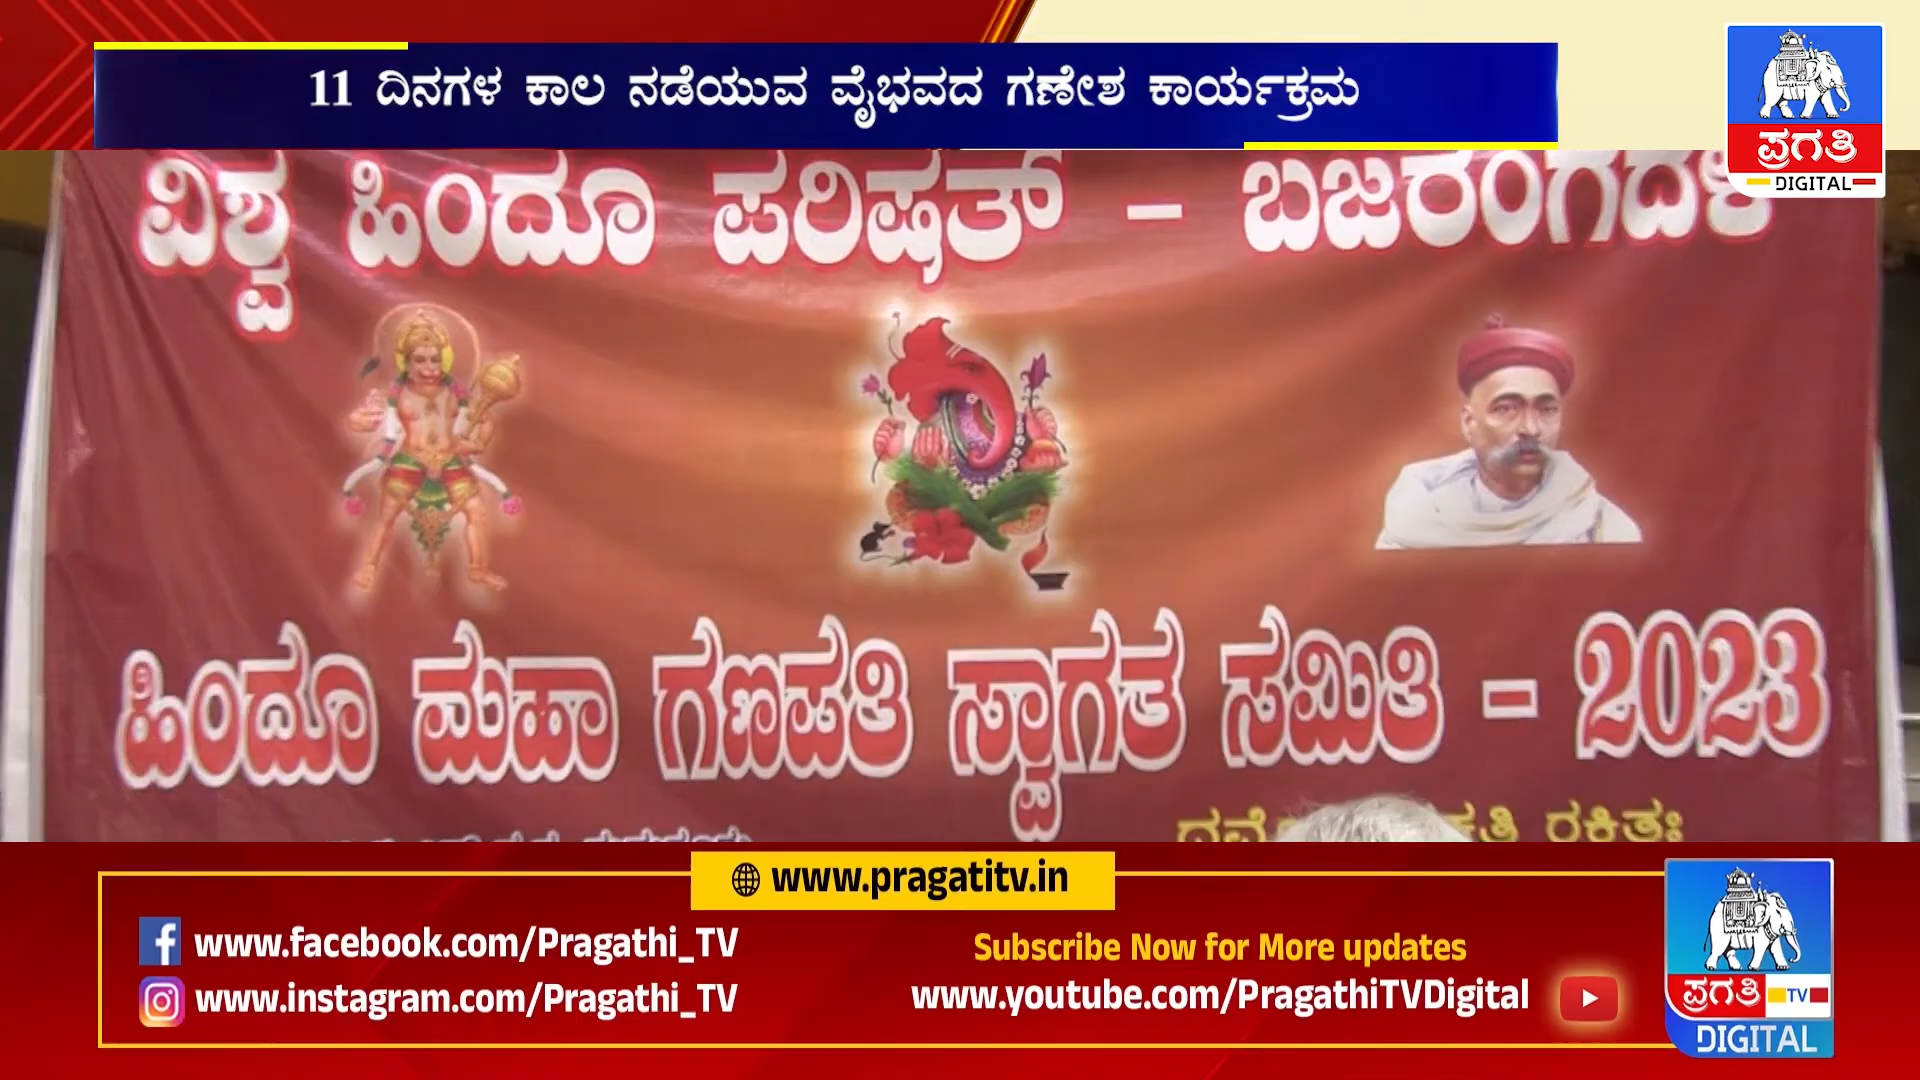 11 ದಿನಗಳ ಕಾಲ ನಡೆಯುವ ವೈಭವದ ಗಣೇಶ ಕಾರ್ಯಕ್ರಮ
ಪ್ರಗತಿ
DIGITAL
ವಿಶ್ವ ಹಿಂದೂ ಪರಿಷತ್ - ಬಜರಂಗದಳ
ಹಿಂದೂ ಮಹಾ ಗಣಪತಿ ಸ್ವಾಗತ ಸಮಿತಿ - 2023
ರಕ್ಷಿತಃ
www.pragatitv.in
www.facebook.com/Pragathi_TV
www.instagram.com/Pragathi_TV
Subscribe Now for More updates
www.youtube.com/PragathiTVDigital
ಪ್ರಗತಿ TV
DIGITAL